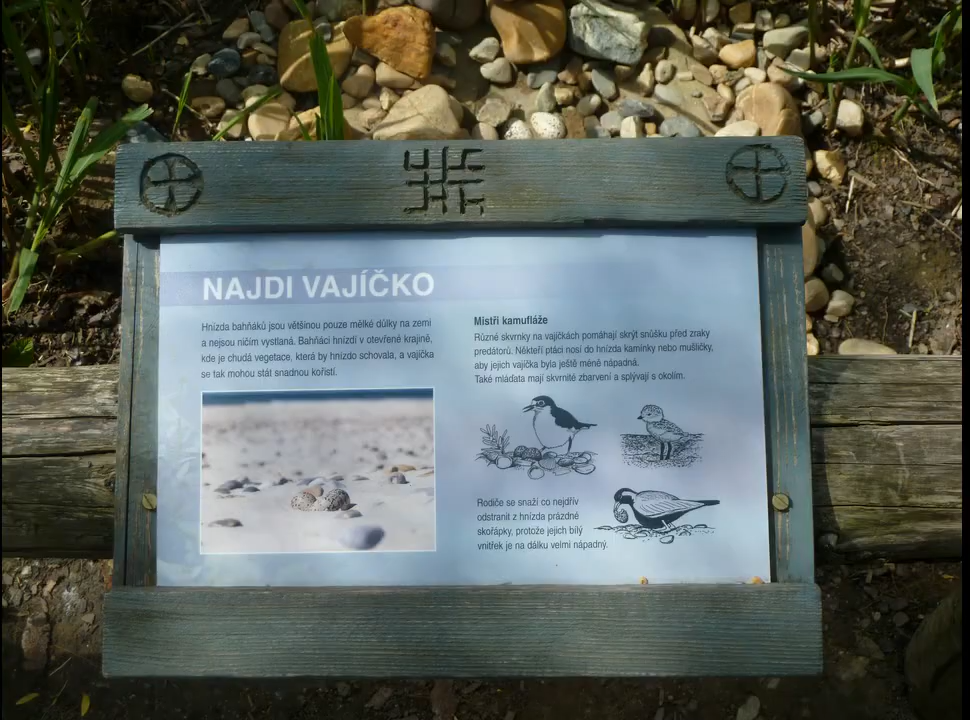 NAJDI VAJÍČKO
Hnízda bahňáků jsou většinou pouze mělké důlky na zemi
a nejsou ničím vystlaná. Bahňáci hnízdí v otevřené krajině,
kde je chudá vegetace, která by hnízdo schovala, a vajíčka
se tak mohou stát snadnou kořistí.
Mistři kamufláže
Různé skvrnky na vajíčkách pomáhají skrýt snůšku před zraky
predátorů. Někteří ptáci nosí do hnízda kamínky nebo mušličky,
aby jejich vajíčka byla ještě méně nápadná.
Také mláďata mají skvrnité zbarvení a splývají s okolím.
Rodiče se snaží co nejdřív
odstranit z hnízda prázdné
skořápky, protože jejich bílý
vnitřek je na dálku velmi nápadný.